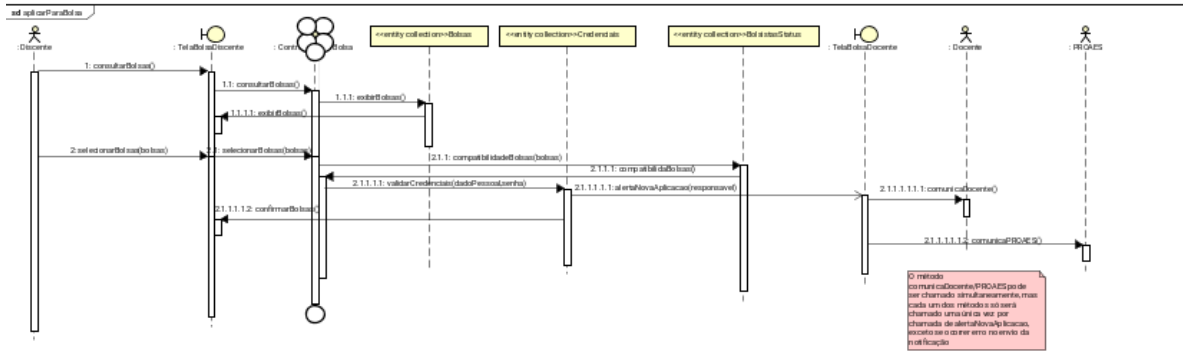 sd aplicarParaBolsa
: Discente
: TelaBolsaDiscente
: Contr Bolsa
<<entity collection>>Bolsas
<<entity collection>>Credenciais
<<entity collection>>BolsistasStatus
: TelaBolsaDocente
: Docente
: PROAES
1: consultarBolsas()
1.1: consultarBolsas()
1.1.1: exibirBolsas()
1.1.1.1: exibirBolsas()
2: selecionarBolsas(bolsas)
selecionarBolsas(bolsas)
2.1.1: compatibilidadeBolsas(bolsas)
2.1.1.1: compatibilidaBolsas()
2.1.1.1.1: validarCredenciais(dadoPessoal,senha)
2.1.1.1.1.1: alertaNovaAplicacao(responsavel)
2.1.1.1.1.1.1: comunicaDocente()
2.1.1.1.1.2: confirmarBolsas()
2.1.1.1.1.1.2: comunicaPROAES()
O método
comunicaDocente/PROAES pode
ser chamado simultaneamente, mas
cada um dos métodos só será
chamado uma única vez por
chamada de alertaNovaAplicacao,
exceto se ocorrer erro no envio da
notificação